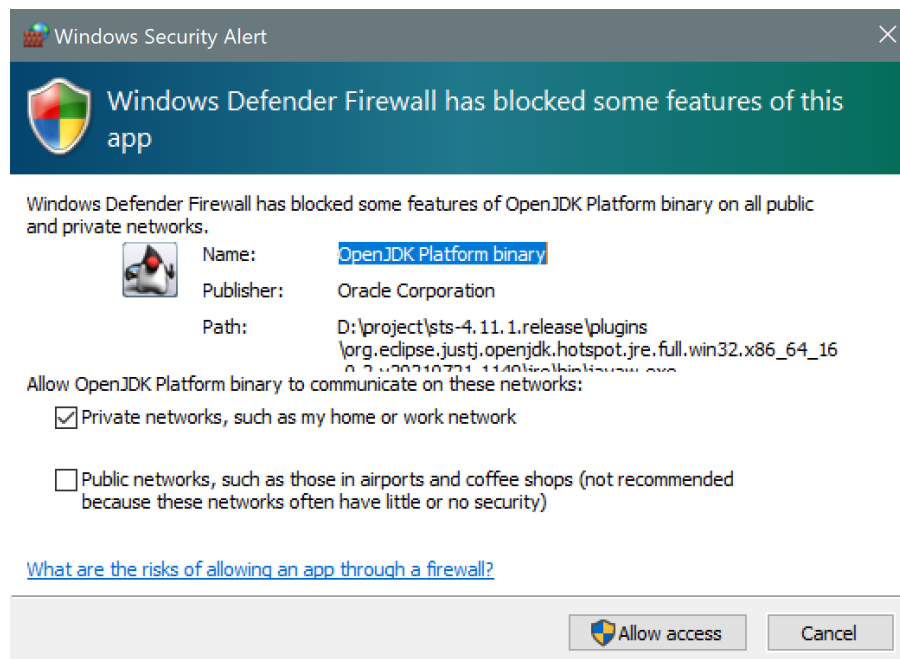 Windows Security Alert
Windows Defender Firewall has blocked some features of this
app
Windows Defender Firewall has blocked some features of OpenJDK Platform binary on all public
and private networks.
Name: OpenJDK Platform binary
Publisher: Oracle Corporation
Path: D:\project\sts-4.11.1.release\plugins
\org.eclipse.justj.openjdk.hotspot.jre.full.win32.x86_64_16
Allow OpenJDK Platform binary to communicate on these networks:
Private networks, such as my home or work network
Public networks, such as those in airports and coffee shops (not recommended
because these networks often have little or no security)
What are the risks of allowing an app through a firewall?
Allow access Cancel